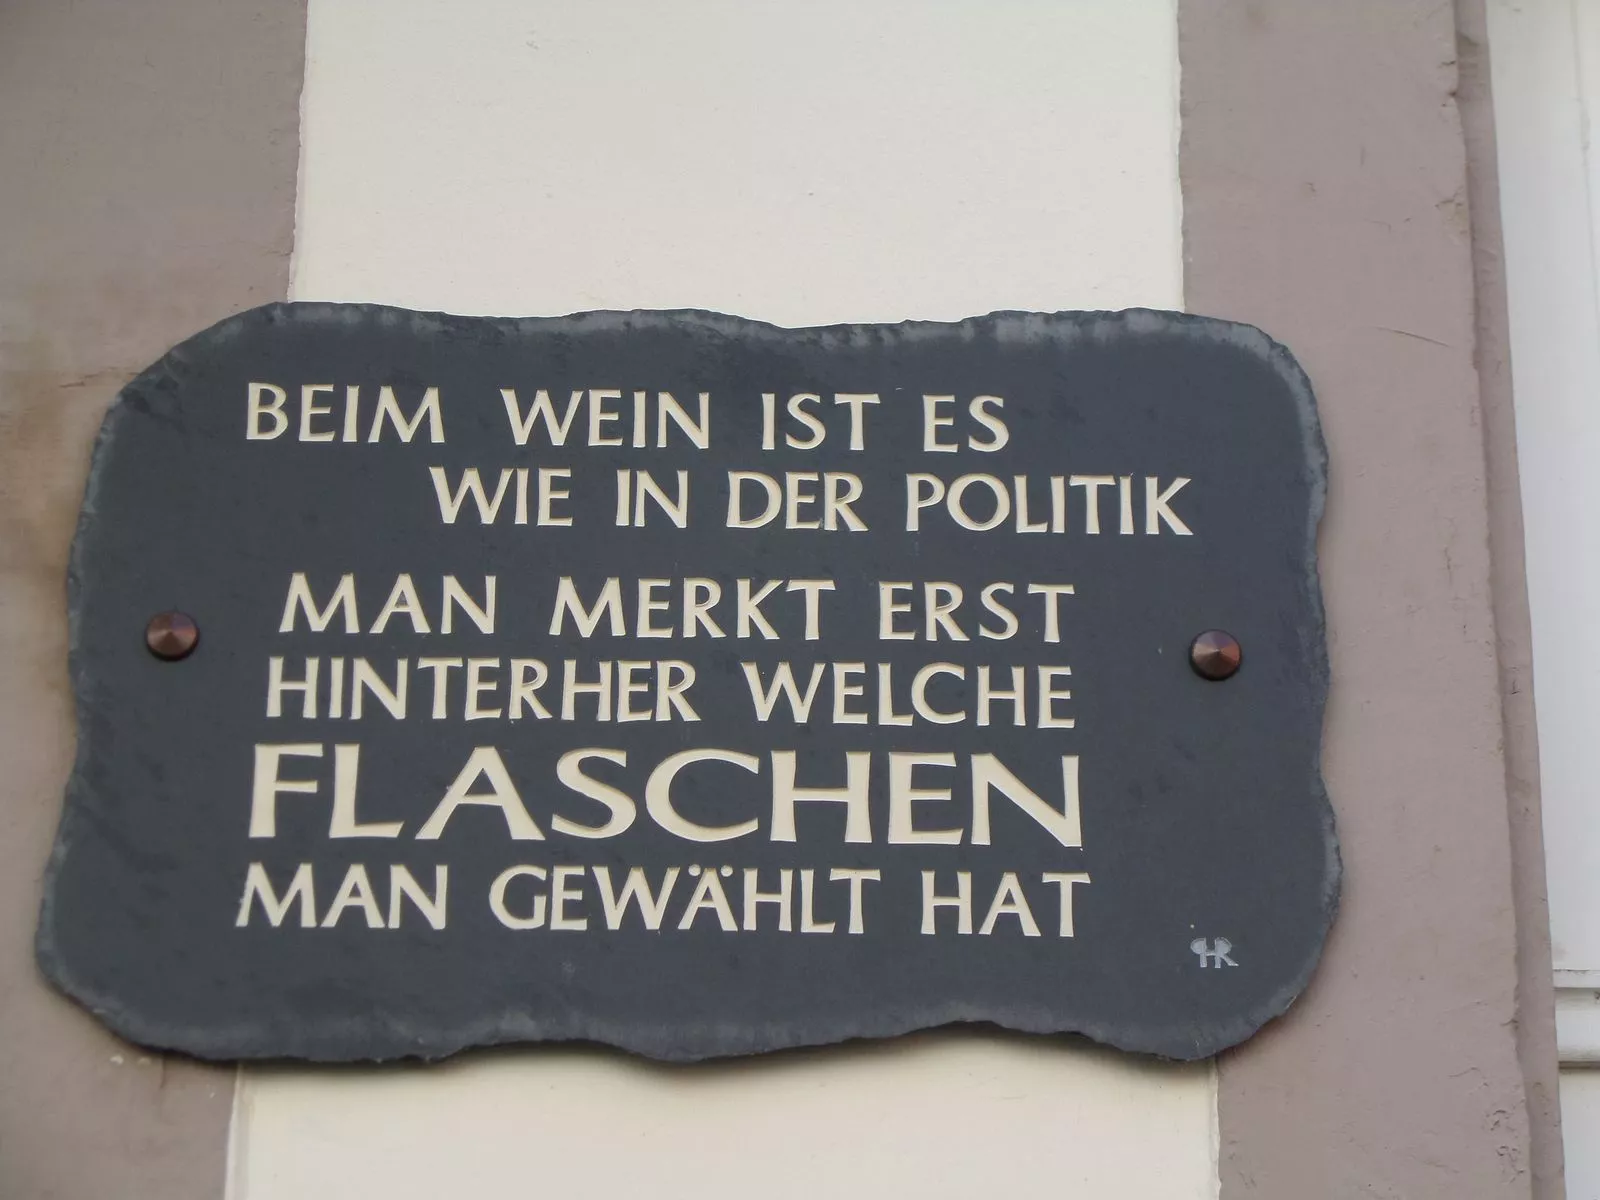 BEIM WEIN IST ES
WIE IN DER POLITIK
MAN MERKT ERST
HINTERHER WELCHE
FLASCHEN
MAN GEWÄHLT HAT